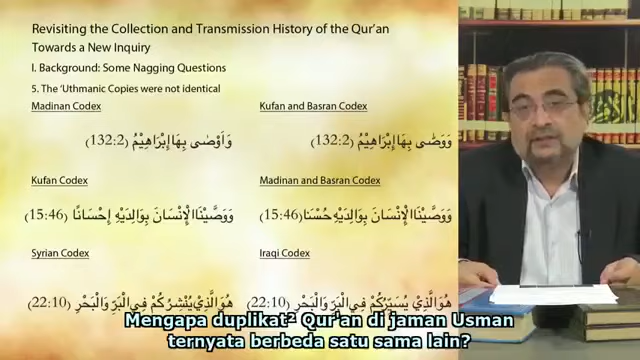 Revisiting the Collection and Transmission History of the Qur'an
Towards a New Inquiry
I. Background: Some Nagging Questions
5. The 'Uthmanic Copies were not identical
Madinan Codex
Kufan and Basran Codex
وَأَوْصٰى بِهَا إِبْرَاهِيْمُ (132:2)
وَوَصّٰى بِهَا إِبْرَاهِيْمُ (132:2)
Kufan Codex
Madinan and Basran Codex
وَوَصَّيْنَا الْإِنْسَانَ بِوَالِدَيْهِ إِحْسَانًا (15:46)
وَوَصَّيْنَا الْإِنْسَانَ بِوَالِدَيْهِ حُسْنًا (15:46)
Syrian Codex
Iraqi Codex
هُوَ الَّذِيْ يَنْشُرُكُمْ فِي الْبَرِّ وَالْبَحْرِ (22:10)
هُوَ الَّذِيْ يُسَيِّرُكُمْ فِي الْبَرِّ وَالْبَحْرِ (22:10)
Mengapa duplikat² Qur'an di jaman Usman
ternyata berbeda satu sama lain?